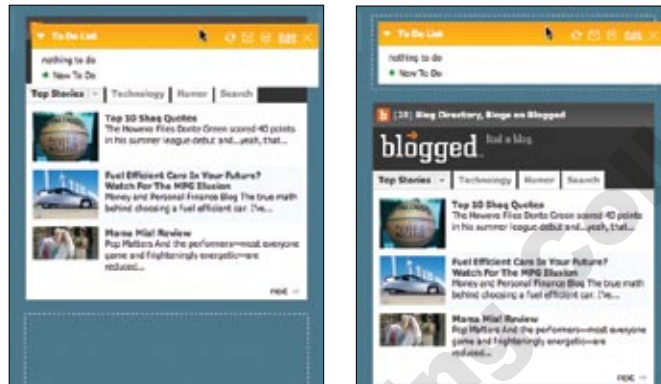 To Do List
Edit
nothing to do
New To Do
Top Stories
Technology
Humor
Search
Top 10 Shaq Quotes
The Howevа Files Donte Green scored 40 points
in his summer league debut and...yeah, that...
Fuel Efficient Cars In Your Future?
Watch For The MPG Illusion
Money and Personal Finance Blog The true math
behind choosing a fuel efficient car. I've...
Mama Mia! Review
Pop Matters And the performers—most everyone
game and frighteningly energetic—are
reduced...
next →
To Do List
Edit
nothing to do
New To Do
b [10] Blog Directory, Blogs on Blogged
blogged find a blog.
Top Stories
Technology
Humor
Search
Top 10 Shaq Quotes
The Howeva Files Donte Green scored 40 points
in his summer league debut and...yeah, that...
Fuel Efficient Cars In Your Future?
Watch For The MPG Illusion
Money and Personal Finance Blog The true math
behind choosing a fuel efficient car. I've...
Mama Mia! Review
Pop Matters And the performers—most everyone
game and frighteningly energetic—are
reduced...
next →